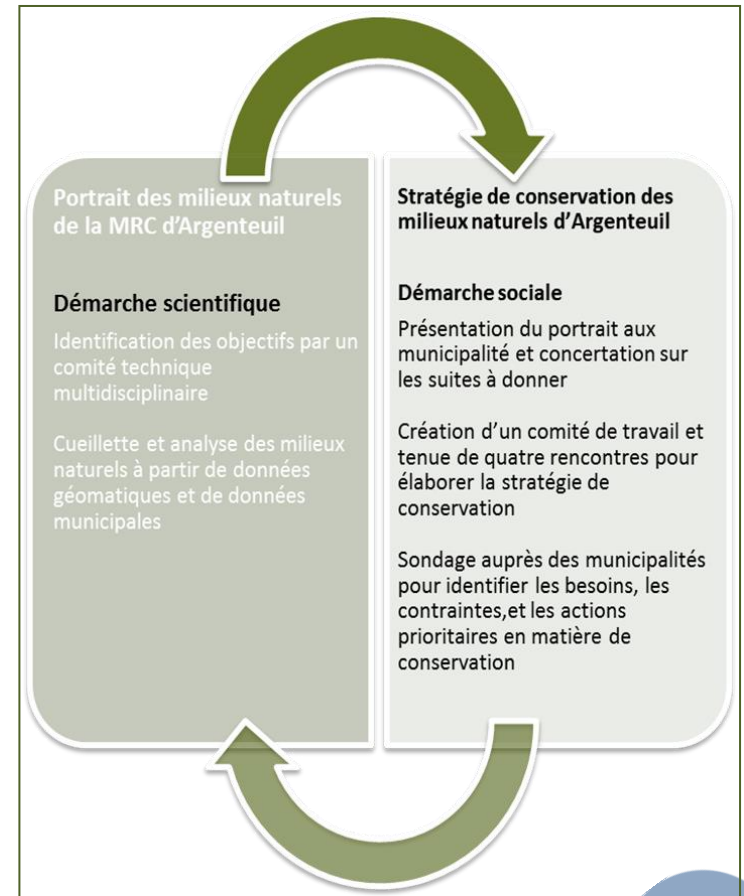 Portrait des milieux naturels
de la MRC d'Argenteuil
Démarche scientifique
Identification des objectifs par un
comité technique
multidisciplinaire
Cueillette et analyse des milieux
naturels à partir de données
géomatiques et de données
municipales
Stratégie de conservation des
milieux naturels d'Argenteuil
Démarche sociale
Présentation du portrait aux
municipalité et concertation sur
les suites à donner
Création d'un comité de travail et
tenue de quatre rencontres pour
élaborer la stratégie de
conservation
Sondage auprès des municipalités
pour identifier les besoins, les
contraintes,et les actions
prioritaires en matière de
conservation